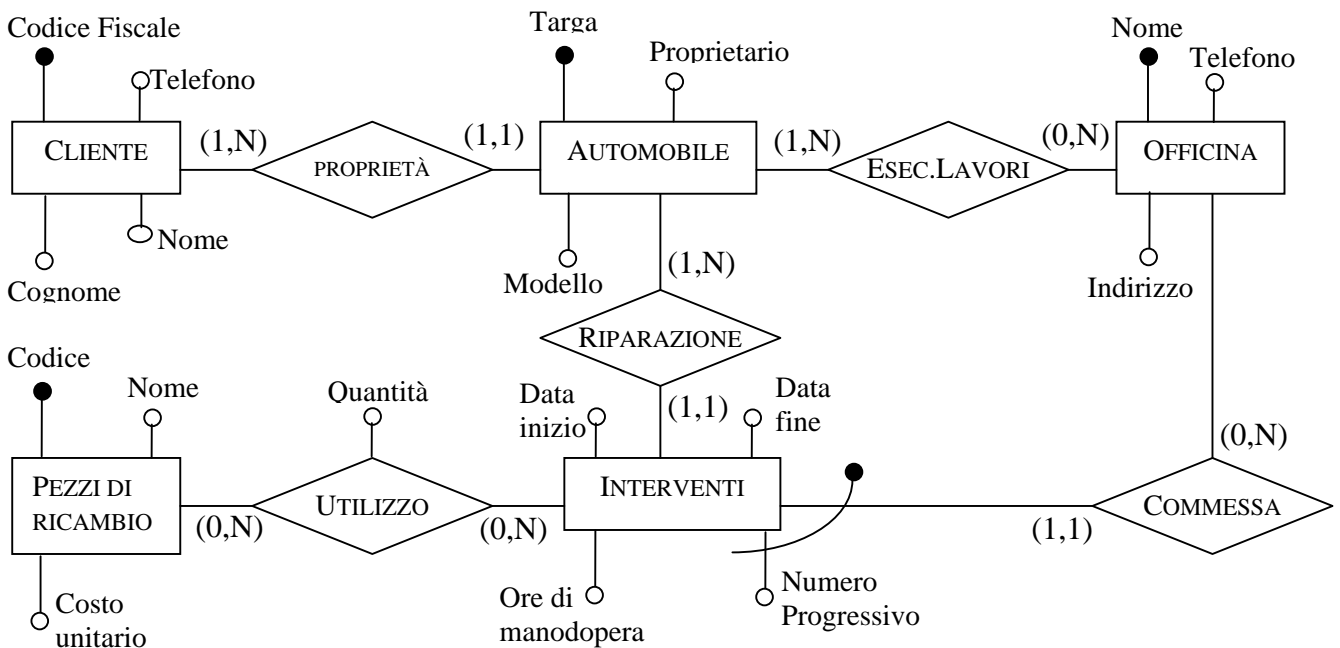 Codice Fiscale
Telefono
Targa
Proprietario
Nome
Telefono
CLIENTE
(1,N)
PROPRIETÀ
(1,1)
AUTOMOBILE
(1,N)
ESEC.LAVORI
(0,N)
OFFICINA
Nome
Cognome
Modello
(1,N)
Indirizzo
RIPARAZIONE
Codice
Nome
Quantità
Data
inizio
(1,1)
Data
fine
(0,N)
PEZZI DI
RICAMBIO
(0,N)
UTILIZZO
(0,N)
INTERVENTI
(1,1)
COMMESSA
Costo
unitario
Ore di
manodopera
Numero
Progressivo